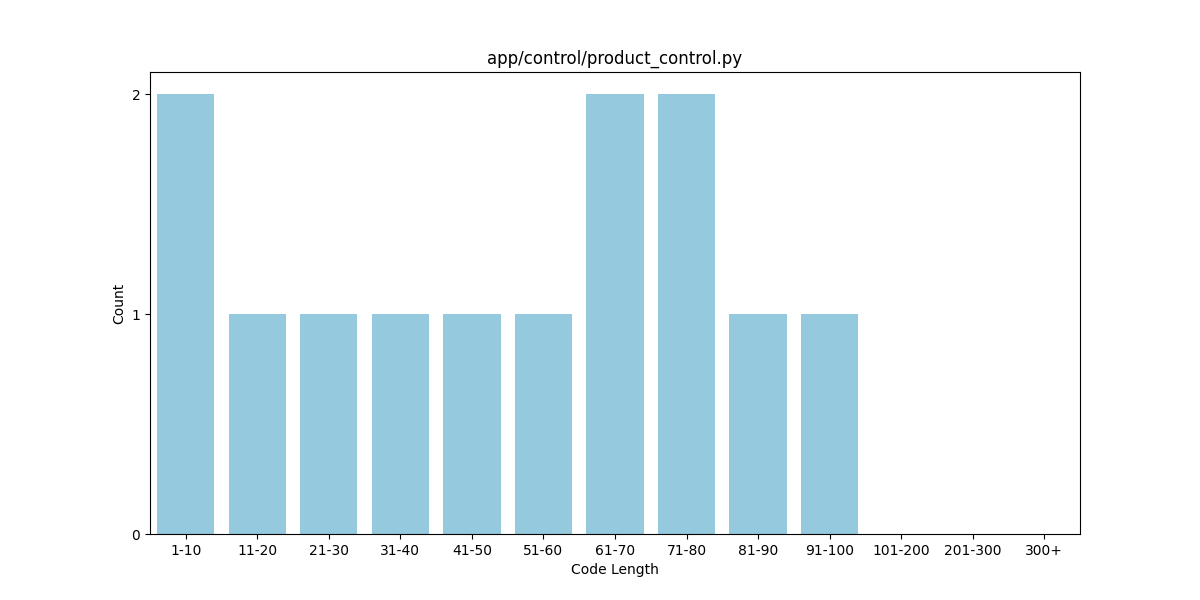 app/control/product_control.py
2
1
0
Count
1-10 11-20 21-30 31-40 41-50 51-60 61-70 71-80 81-90 91-100 101-200 201-300 300+
Code Length